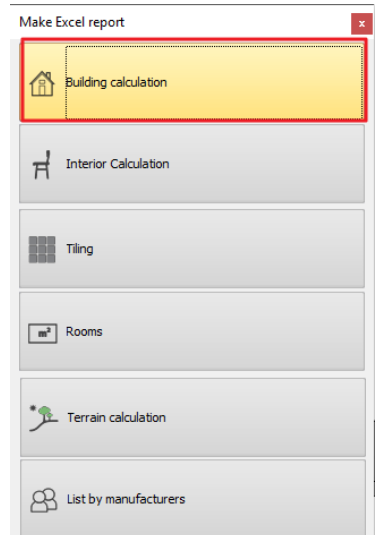 Make Excel report
x
Building calculation
Interior Calculation
Tiling
m²
Rooms
Terrain calculation
List by manufacturers